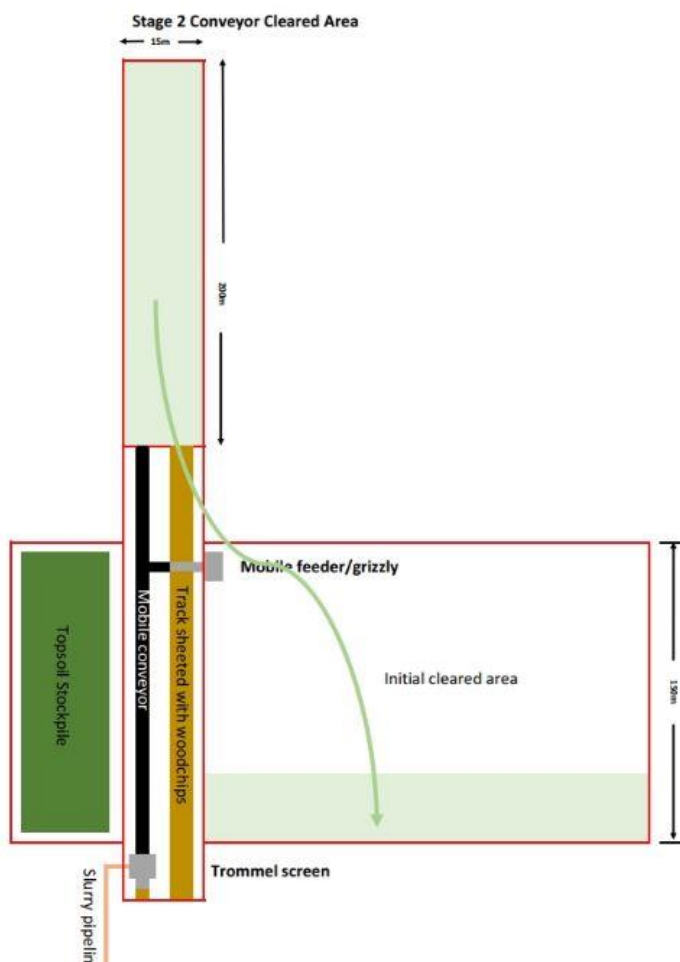 Stage 2 Conveyor Cleared Area
15m
200m
Mobile feeder/grizzly
Mobile conveyor
Track sheeted with woodchips
Topsoil Stockpile
Initial cleared area
150m
Trommel screen
Slurry pipelin